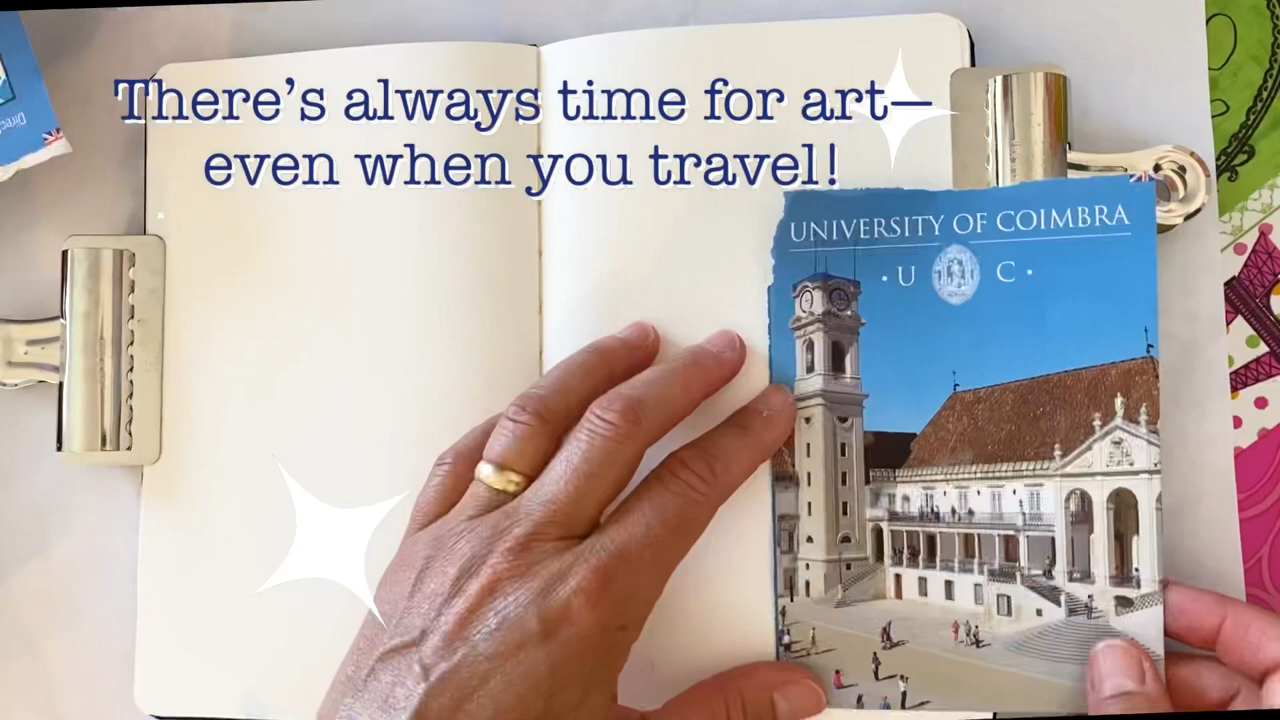 There’s always time for art—
even when you travel!
UNIVERSITY OF COIMBRA
· U C ·